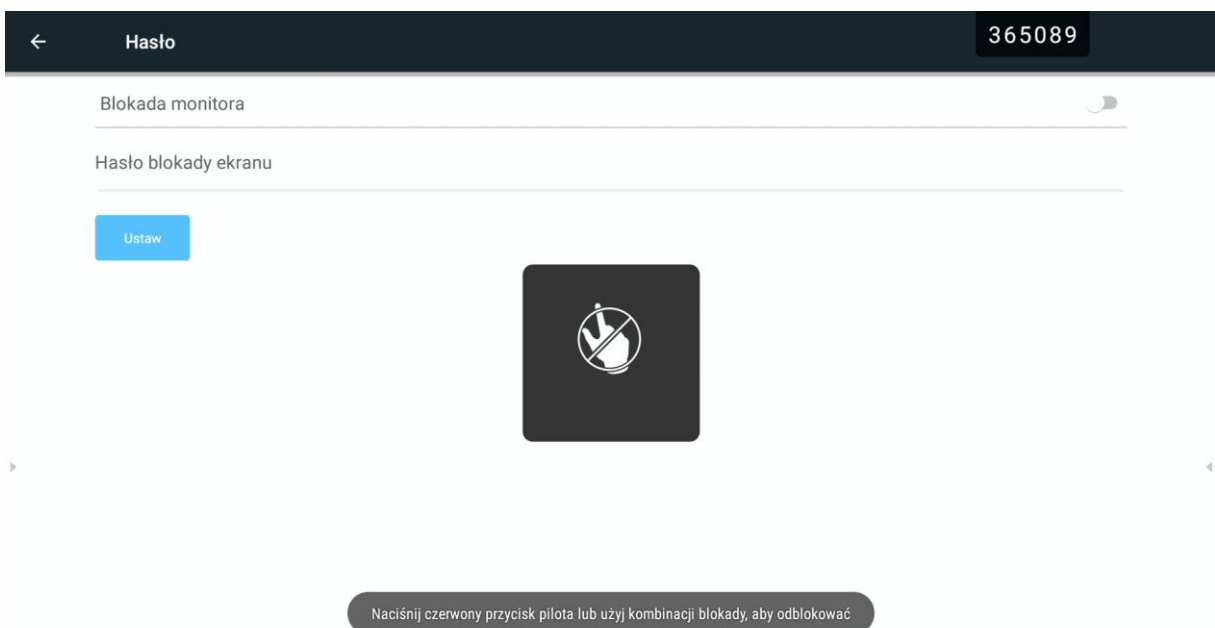 Hasło
365089
Blokada monitora
Hasło blokady ekranu
Ustaw
Naciśnij czerwony przycisk pilota lub użyj kombinacji blokady, aby odblokować